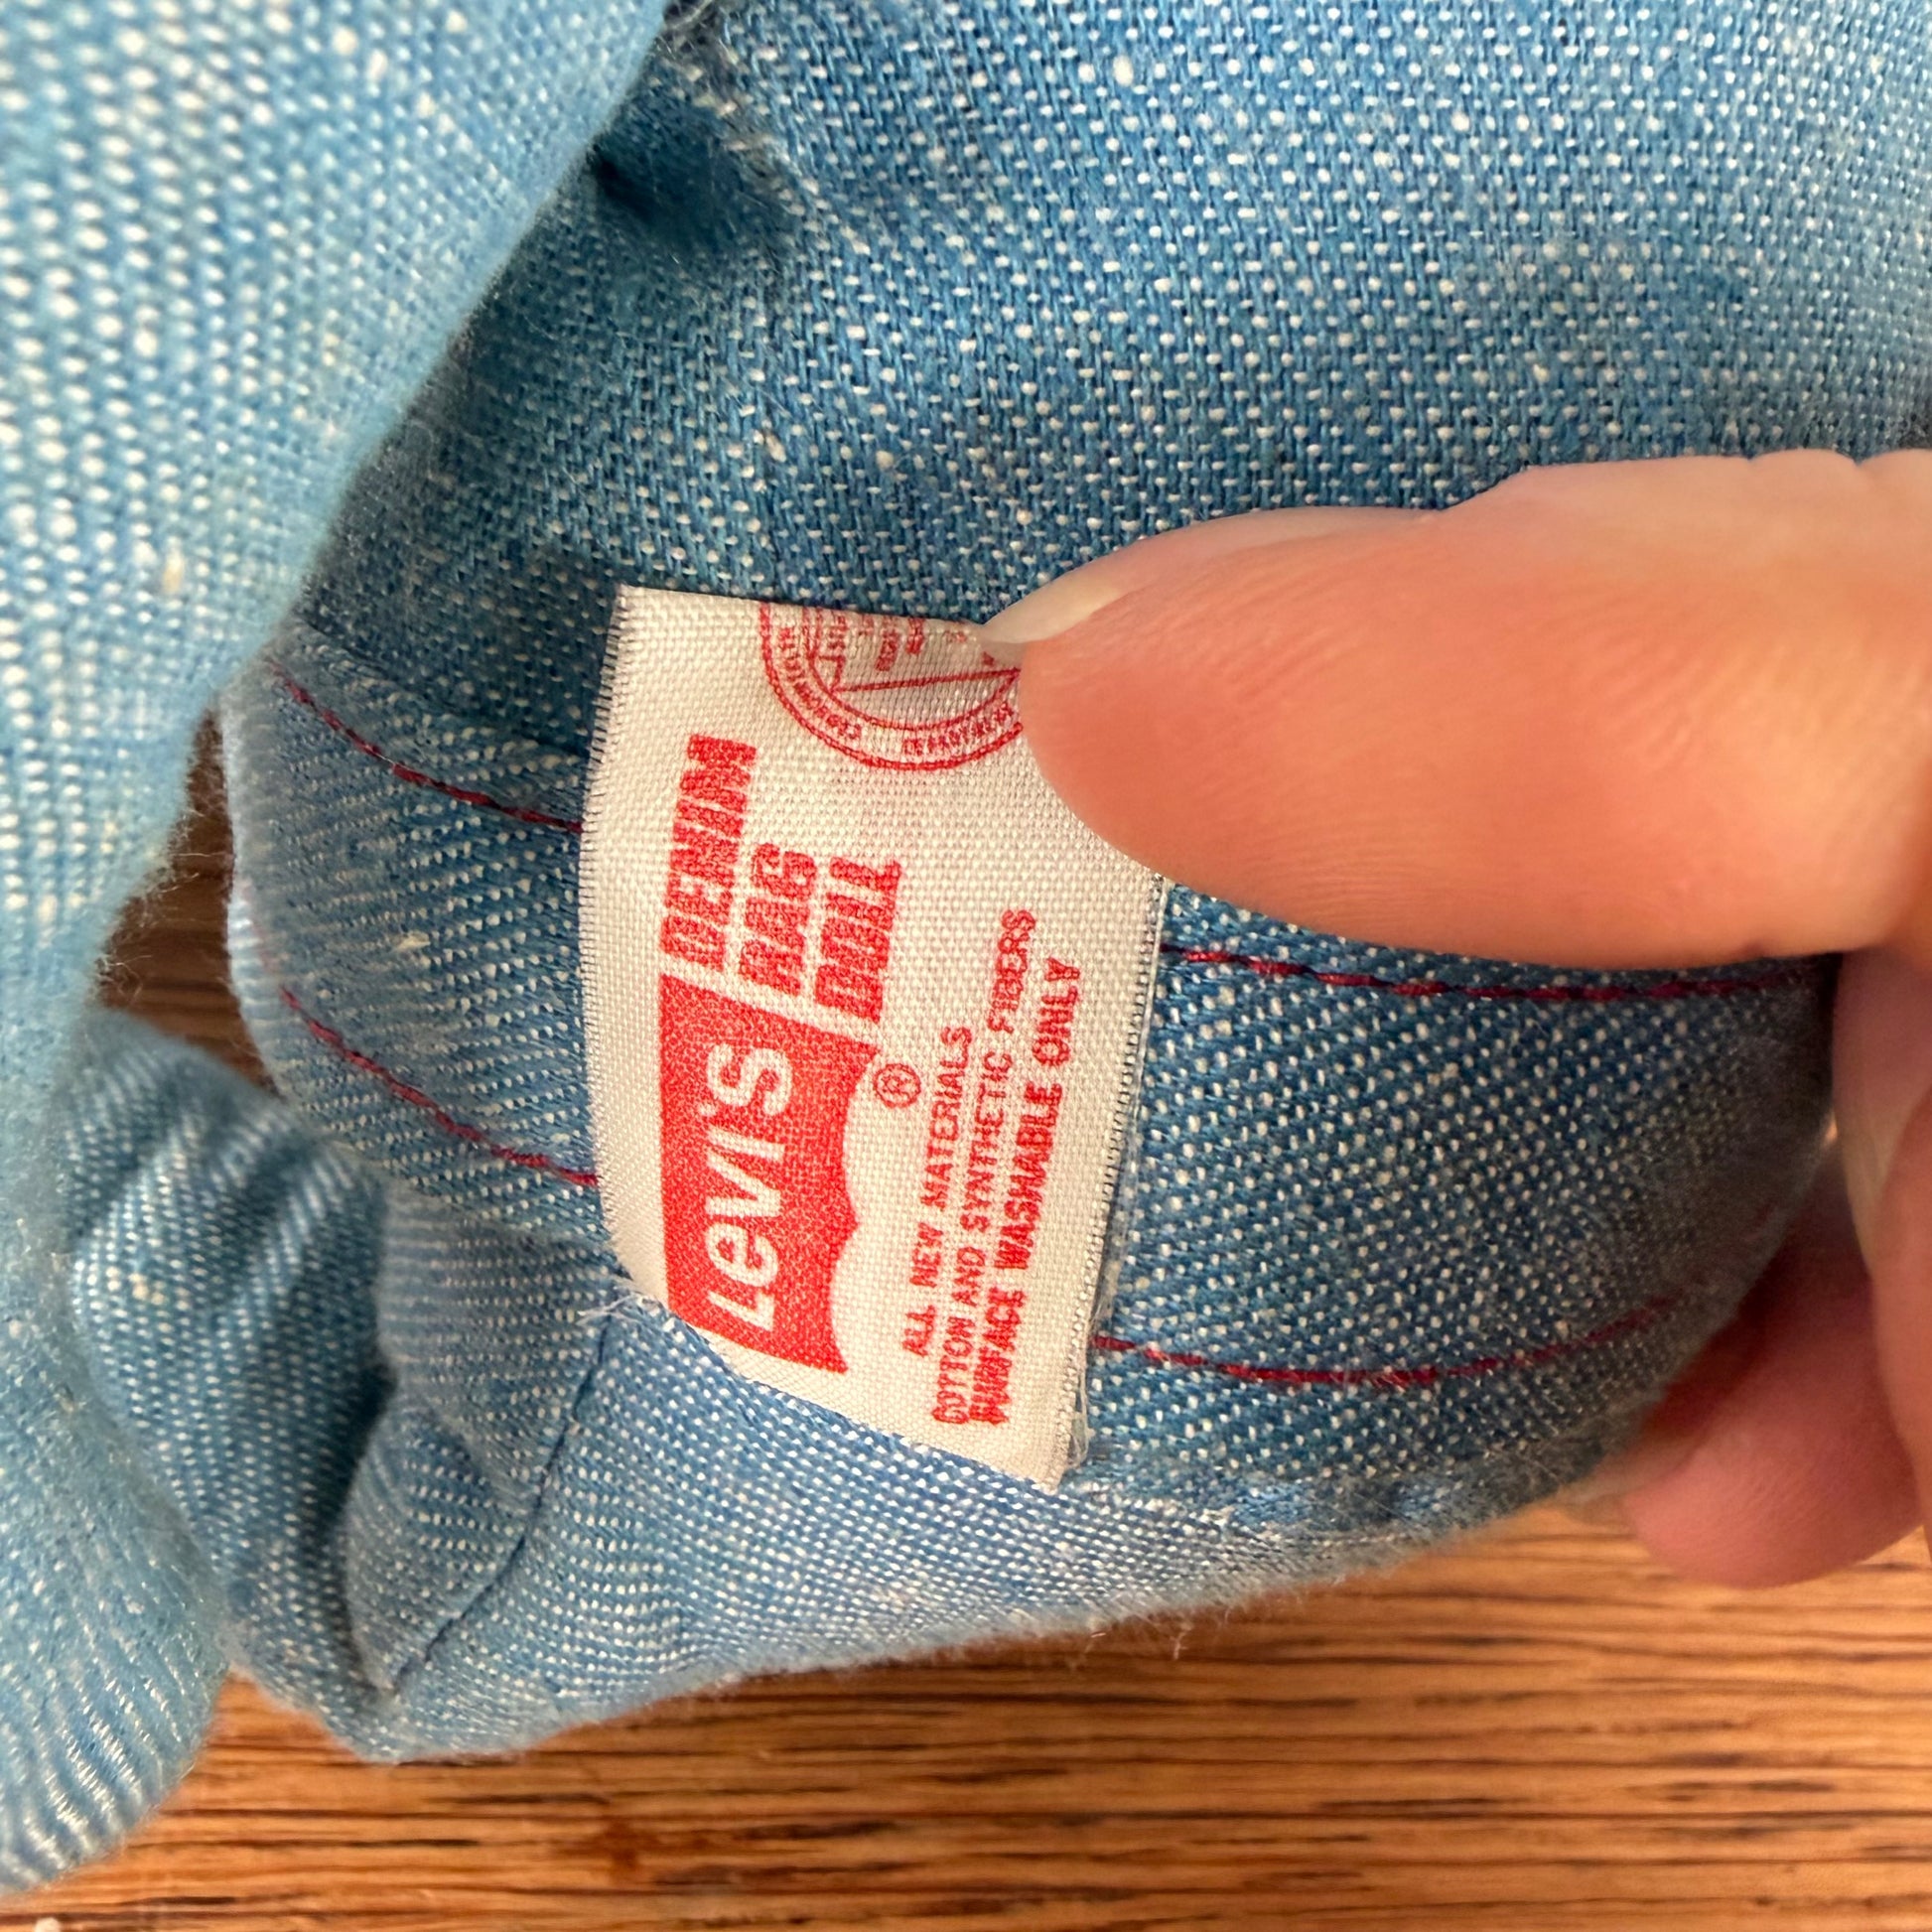 Levi's DENIM
RAG
DOLL
®
ALL NEW MATERIALS
COTTON AND SYNTHETIC FIBERS
SURFACE WASHABLE ONLY